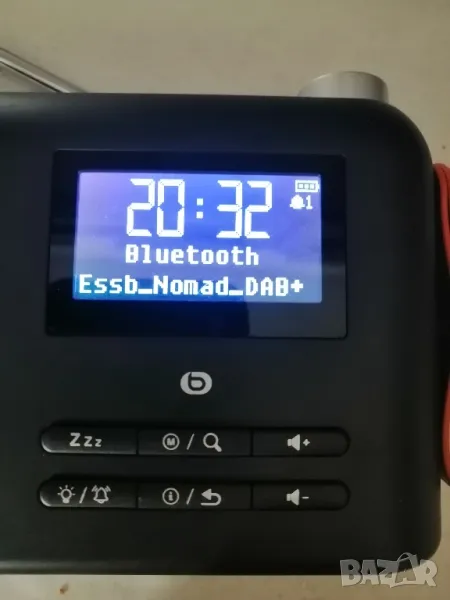 20:32
1
Bluetooth
Essb_Nomad_DAB+
b
Zzz
M /
+
/
i /
-
BAZAR